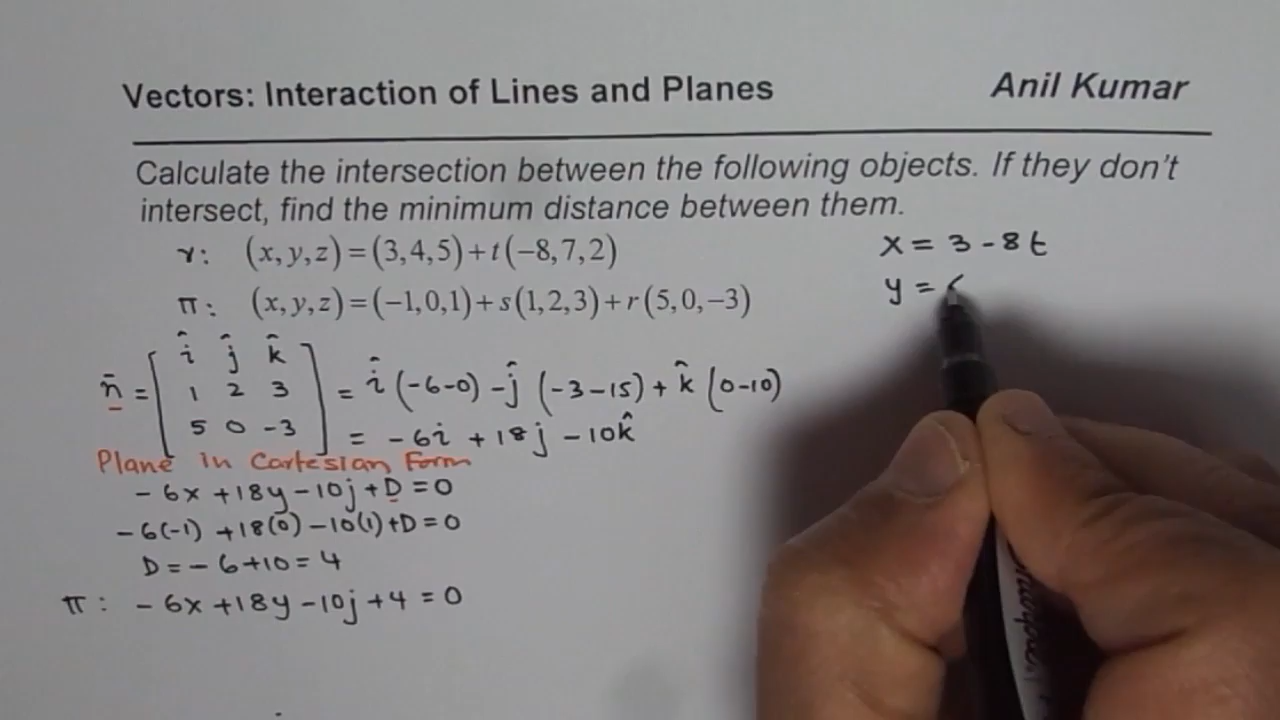 Vectors: Interaction of Lines and Planes Anil Kumar
Calculate the intersection between the following objects. If they don't
intersect, find the minimum distance between them.
r: (x, y, z) = (3,4,5) + t(−8,7,2)
π: (x, y, z) = (−1,0,1) + s(1,2,3) + r(5,0,−3)
x = 3 - 8t
y =
n̄ = [ î ĵ k̂
1 2 3
5 0 -3 ] = î (-6-0) - ĵ (-3-15) + k̂ (0-10)
= -6i + 18j - 10k̂
Plane in Cartesian Form
-6x + 18y - 10j + D = 0
-6(-1) + 18(0) - 10(1) + D = 0
D = - 6+10 = 4
π: -6x + 18y - 10j + 4 = 0